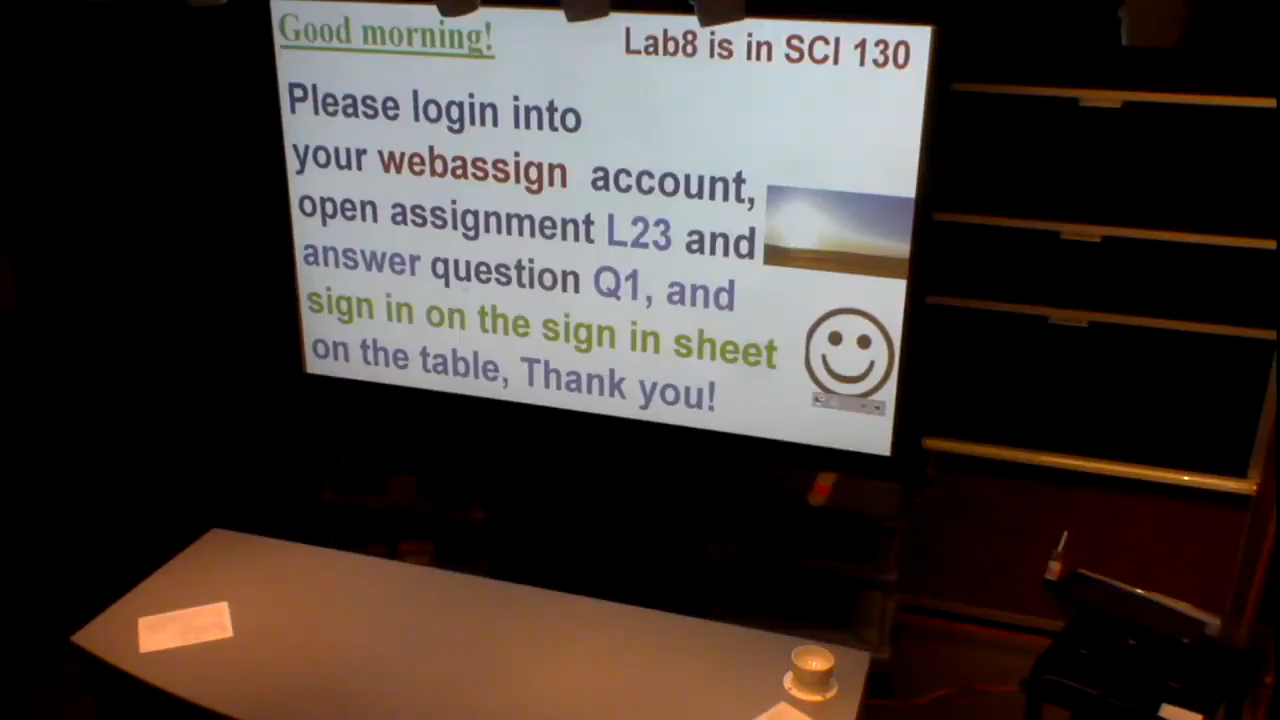 Good morning!
Lab8 is in SCI 130
Please login into
your webassign account,
open assignment L23 and
answer question Q1, and
sign in on the sign in sheet
on the table, Thank you!